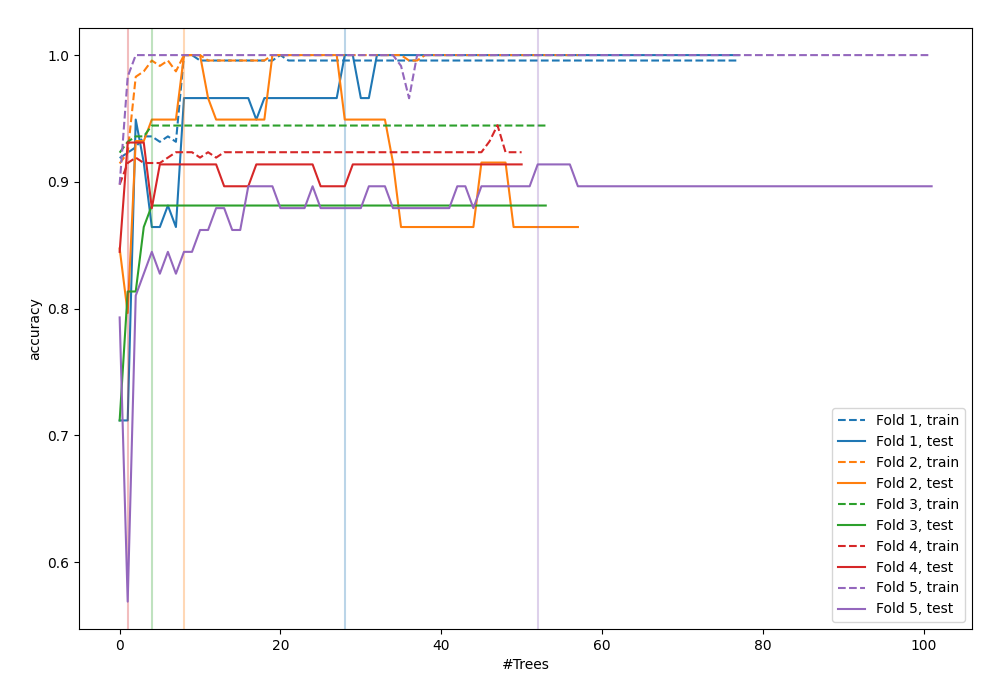 1.0
0.9
0.8
0.7
0.6
accuracy
0
20
40
60
80
100
#Trees
Fold 1, train
Fold 1, test
Fold 2, train
Fold 2, test
Fold 3, train
Fold 3, test
Fold 4, train
Fold 4, test
Fold 5, train
Fold 5, test